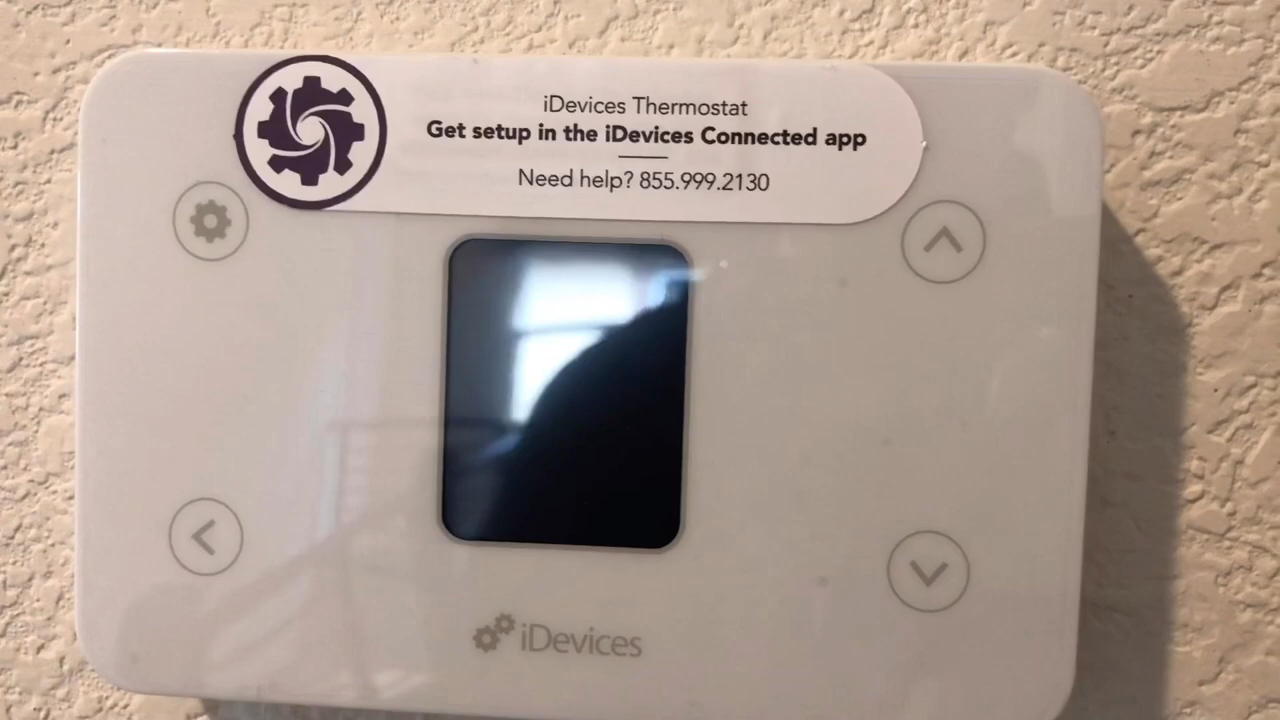 iDevices Thermostat
Get setup in the iDevices Connected app
Need help? 855.999.2130
iDevices